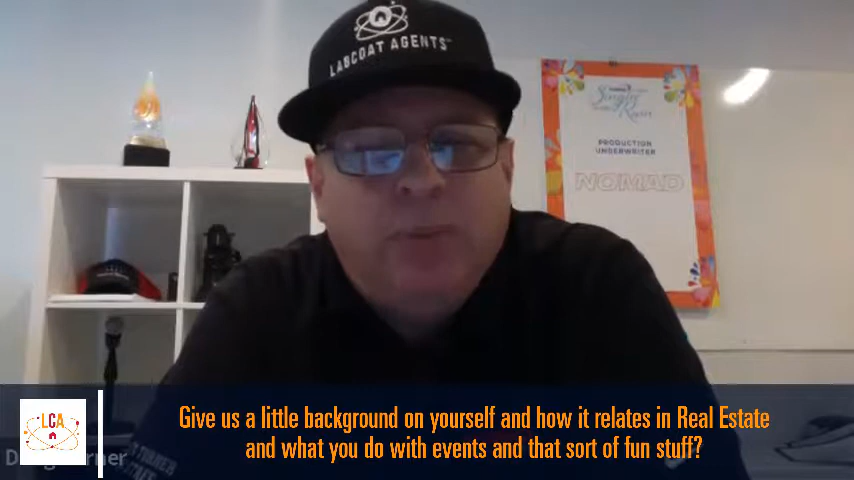 LABCOAT AGENTS
PRODUCTION
UNDERWRITER
NOMAD
LCA
Give us a little background on yourself and how it relates in Real Estate
and what you do with events and that sort of fun stuff?